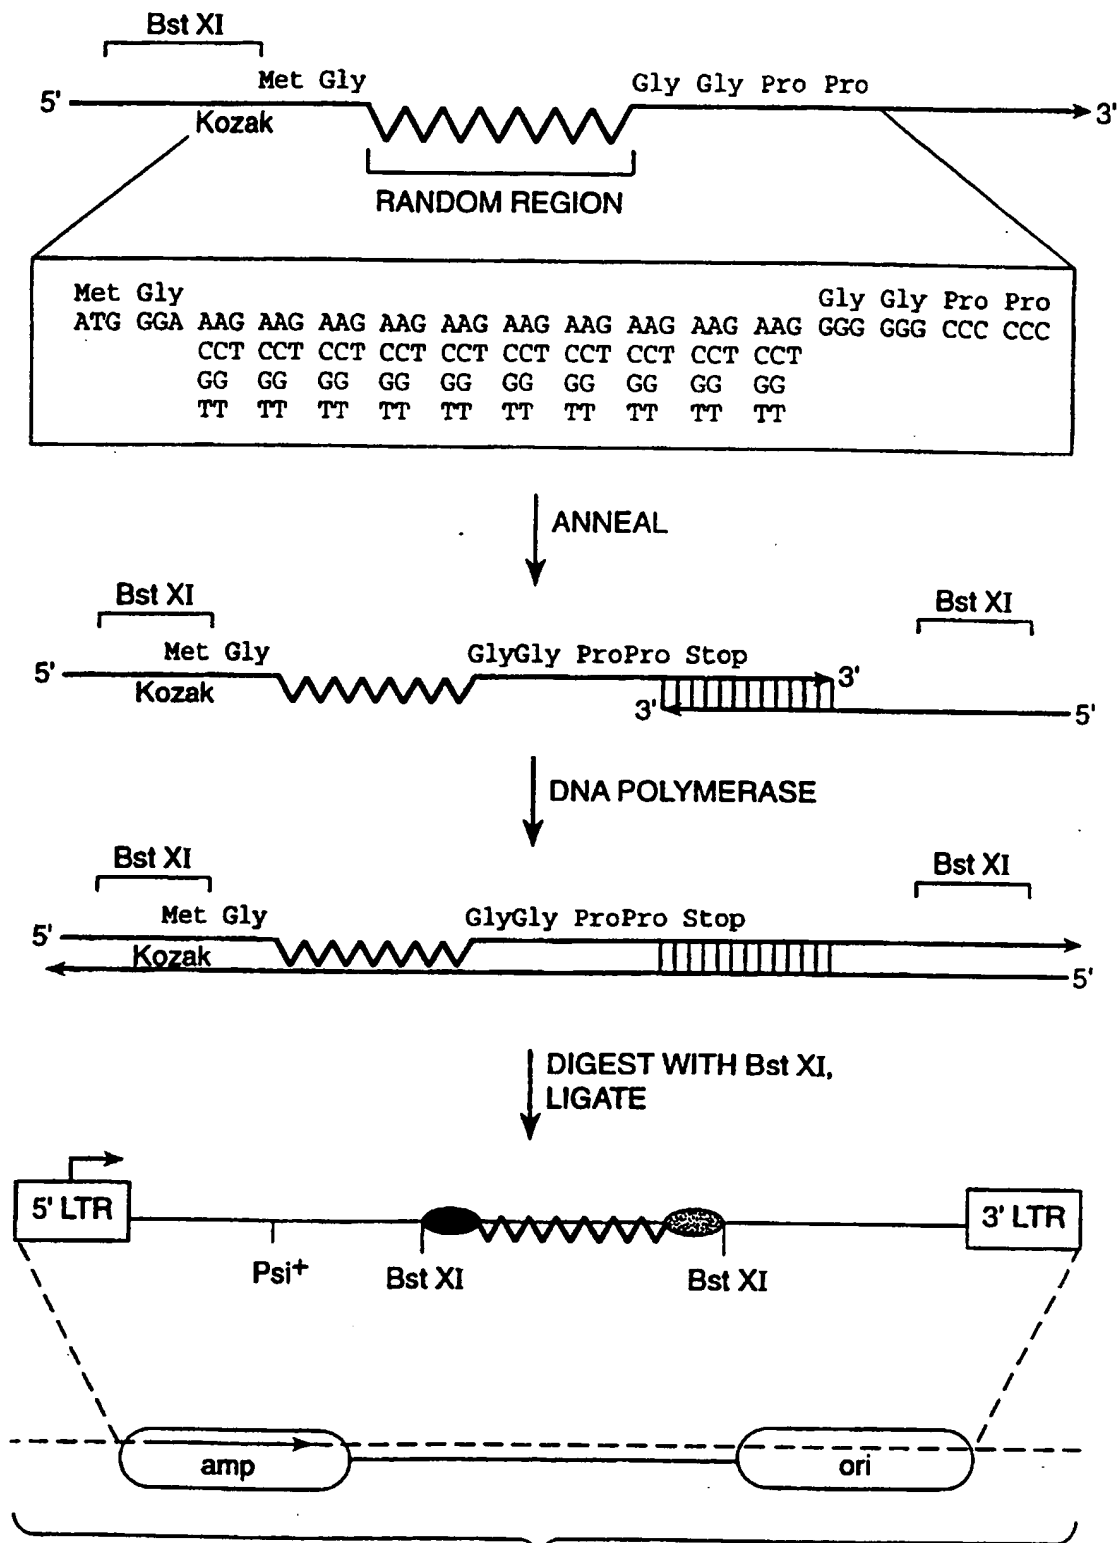 Bst XI
Met Gly
Gly Gly Pro Pro
5'
3'
Kozak
RANDOM REGION
Met Gly
Gly Gly Pro Pro
ATG GGA AAG AAG AAG AAG AAG AAG AAG AAG AAG AAG GGG GGG CCC CCC
CCT CCT CCT CCT CCT CCT CCT CCT CCT CCT
GG GG GG GG GG GG GG GG GG GG
TT TT TT TT TT TT TT TT TT TT
ANNEAL
Bst XI
Bst XI
Met Gly
GlyGly ProPro Stop
5'
3'
Kozak
3'
5'
DNA POLYMERASE
Bst XI
Bst XI
Met Gly
GlyGly ProPro Stop
5'
Kozak
5'
DIGEST WITH Bst XI,
LIGATE
5' LTR
3' LTR
Psi+
Bst XI
Bst XI
amp
ori